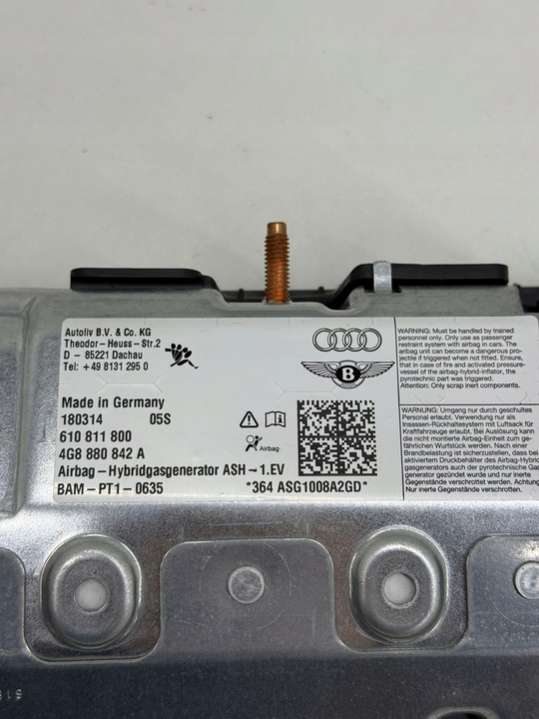 Autoliv B.V. & Co. KG
Theodor-Heuss-Str.2
D - 85221 Dachau
Tel: +49 8131 295 0
Made in Germany
180314 05S
610 811 800
4G8 880 842 A
Airbag-Hybridgasgenerator ASH-1.EV
BAM-PT1-0635
B
Airbag
*364 ASG1008A2GD*
WARNING: Must be handled by trained
personnel only. Only use as passenger
restraint system with airbag in cars. The
airbag unit can become a dangerous pro-
jectile if triggered when not fitted. Ensure,
that in case of fire and activated pressure-
vessel of the airbag-hybrid-inflator, the
pyrotechnic part was triggered.
Attention: Only scrap inert components.
WARNUNG: Umgang nur durch geschultes
Personal erlaubt. Verwendung nur als
Insassen-Rückhaltesystem mit Luftsack für
Kraftfahrzeuge erlaubt. Bei Auslösung kann
die nicht montierte Airbag-Einheit zum ge-
fährlichen Wurfgeschoss werden. Im Falle einer
Brandbelastung ist sicherzustellen, dass bei
aktiviertem Druckbehälter des Airbag-Hybrid-
gasgenerators auch der pyrotechnische Gas-
generator gezündet wurde. Achtung:
Nur inerte Gegenstände verschrottet werden.